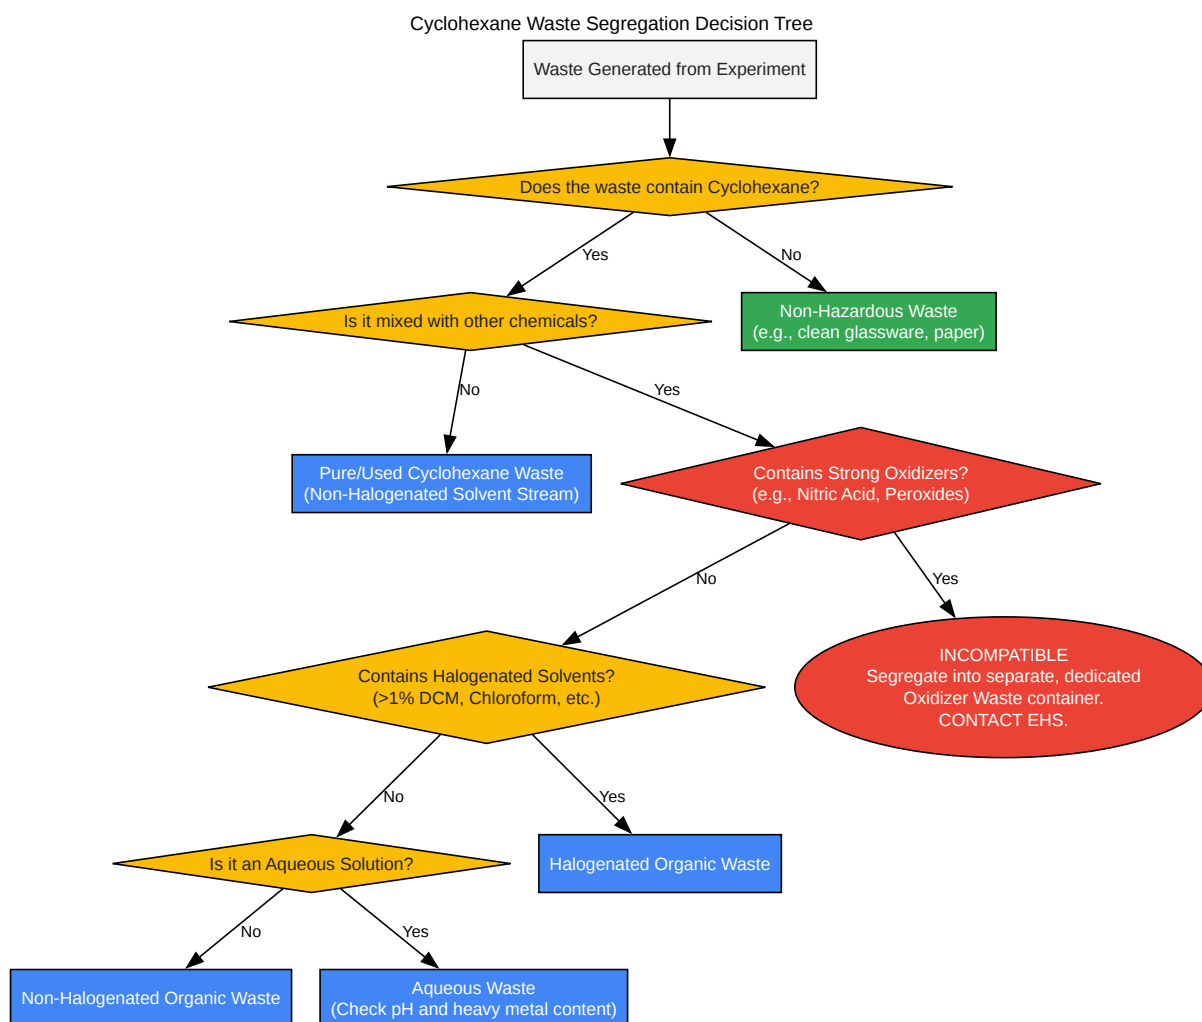 Cyclohexane Waste Segregation Decision Tree
Waste Generated from Experiment
Does the waste contain Cyclohexane?
Yes
No
Is it mixed with other chemicals?
Non-Hazardous Waste
(e.g., clean glassware, paper)
No
Yes
Pure/Used Cyclohexane Waste
(Non-Halogenated Solvent Stream)
Contains Strong Oxidizers?
(e.g., Nitric Acid, Peroxides)
No
Yes
Contains Halogenated Solvents?
(>1% DCM, Chloroform, etc.)
INCOMPATIBLE
Segregate into separate, dedicated
Oxidizer Waste container.
CONTACT EHS.
No
Yes
Is it an Aqueous Solution?
Halogenated Organic Waste
No
Yes
Non-Halogenated Organic Waste
Aqueous Waste
(Check pH and heavy metal content)